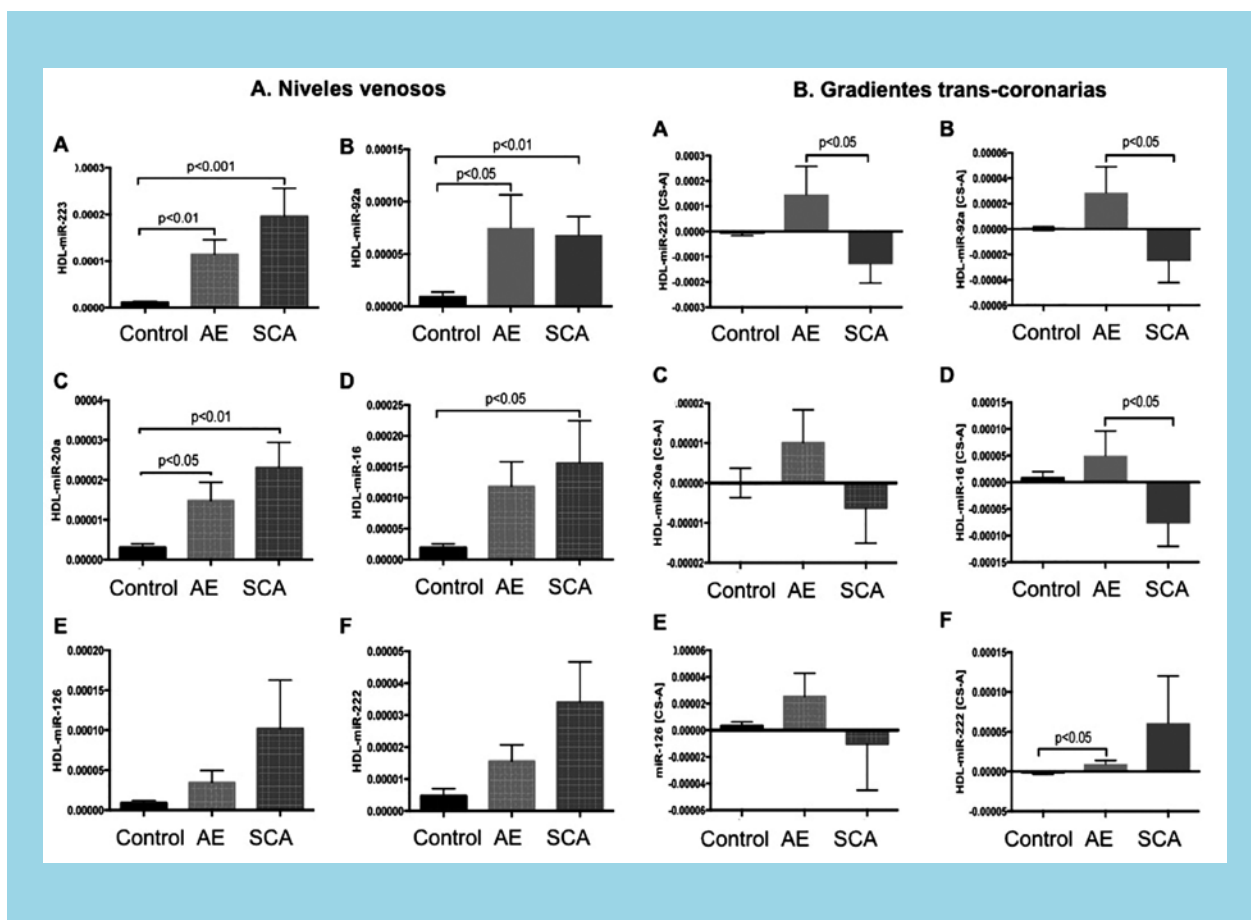 A. Niveles venosos
B. Gradientes trans-coronarias
A
HDL-miR-223
0.0003
0.0002
0.0001
0.0000
p<0.001
p<0.01
Control AE SCA
B
HDL-miR-92a
0.00015
0.00010
0.00005
0.00000
p<0.01
p<0.05
Control AE SCA
A
HDL-miR-223 [CS-A]
0.0003
0.0002
0.0001
0.0000
-0.0001
-0.0002
-0.0003
p<0.05
Control AE SCA
B
HDL-miR-92a [CS-A]
0.00006
0.00004
0.00002
0.00000
-0.00002
-0.00004
-0.00006
p<0.05
Control AE SCA
C
HDL-miR-20a
0.00004
0.00003
0.00002
0.00001
0.00000
p<0.01
p<0.05
Control AE SCA
D
HDL-miR-16
0.00025
0.00020
0.00015
0.00010
0.00005
0.00000
p<0.05
Control AE SCA
C
HDL-miR-20a [CS-A]
0.00002
0.00001
0.00000
-0.00001
-0.00002
Control AE SCA
D
HDL-miR-16 [CS-A]
0.00015
0.00010
0.00005
0.00000
-0.00005
-0.00010
-0.00015
p<0.05
Control AE SCA
E
HDL-miR-126
0.00020
0.00015
0.00010
0.00005
0.00000
Control AE SCA
F
HDL-miR-222
0.00005
0.00004
0.00003
0.00002
0.00001
0.00000
Control AE SCA
E
miR-126 [CS-A]
0.00006
0.00004
0.00002
0.00000
-0.00002
-0.00004
-0.00006
Control AE SCA
F
HDL-miR-222 [CS-A]
0.00015
0.00010
0.00005
0.00000
-0.00005
p<0.05
Control AE SCA